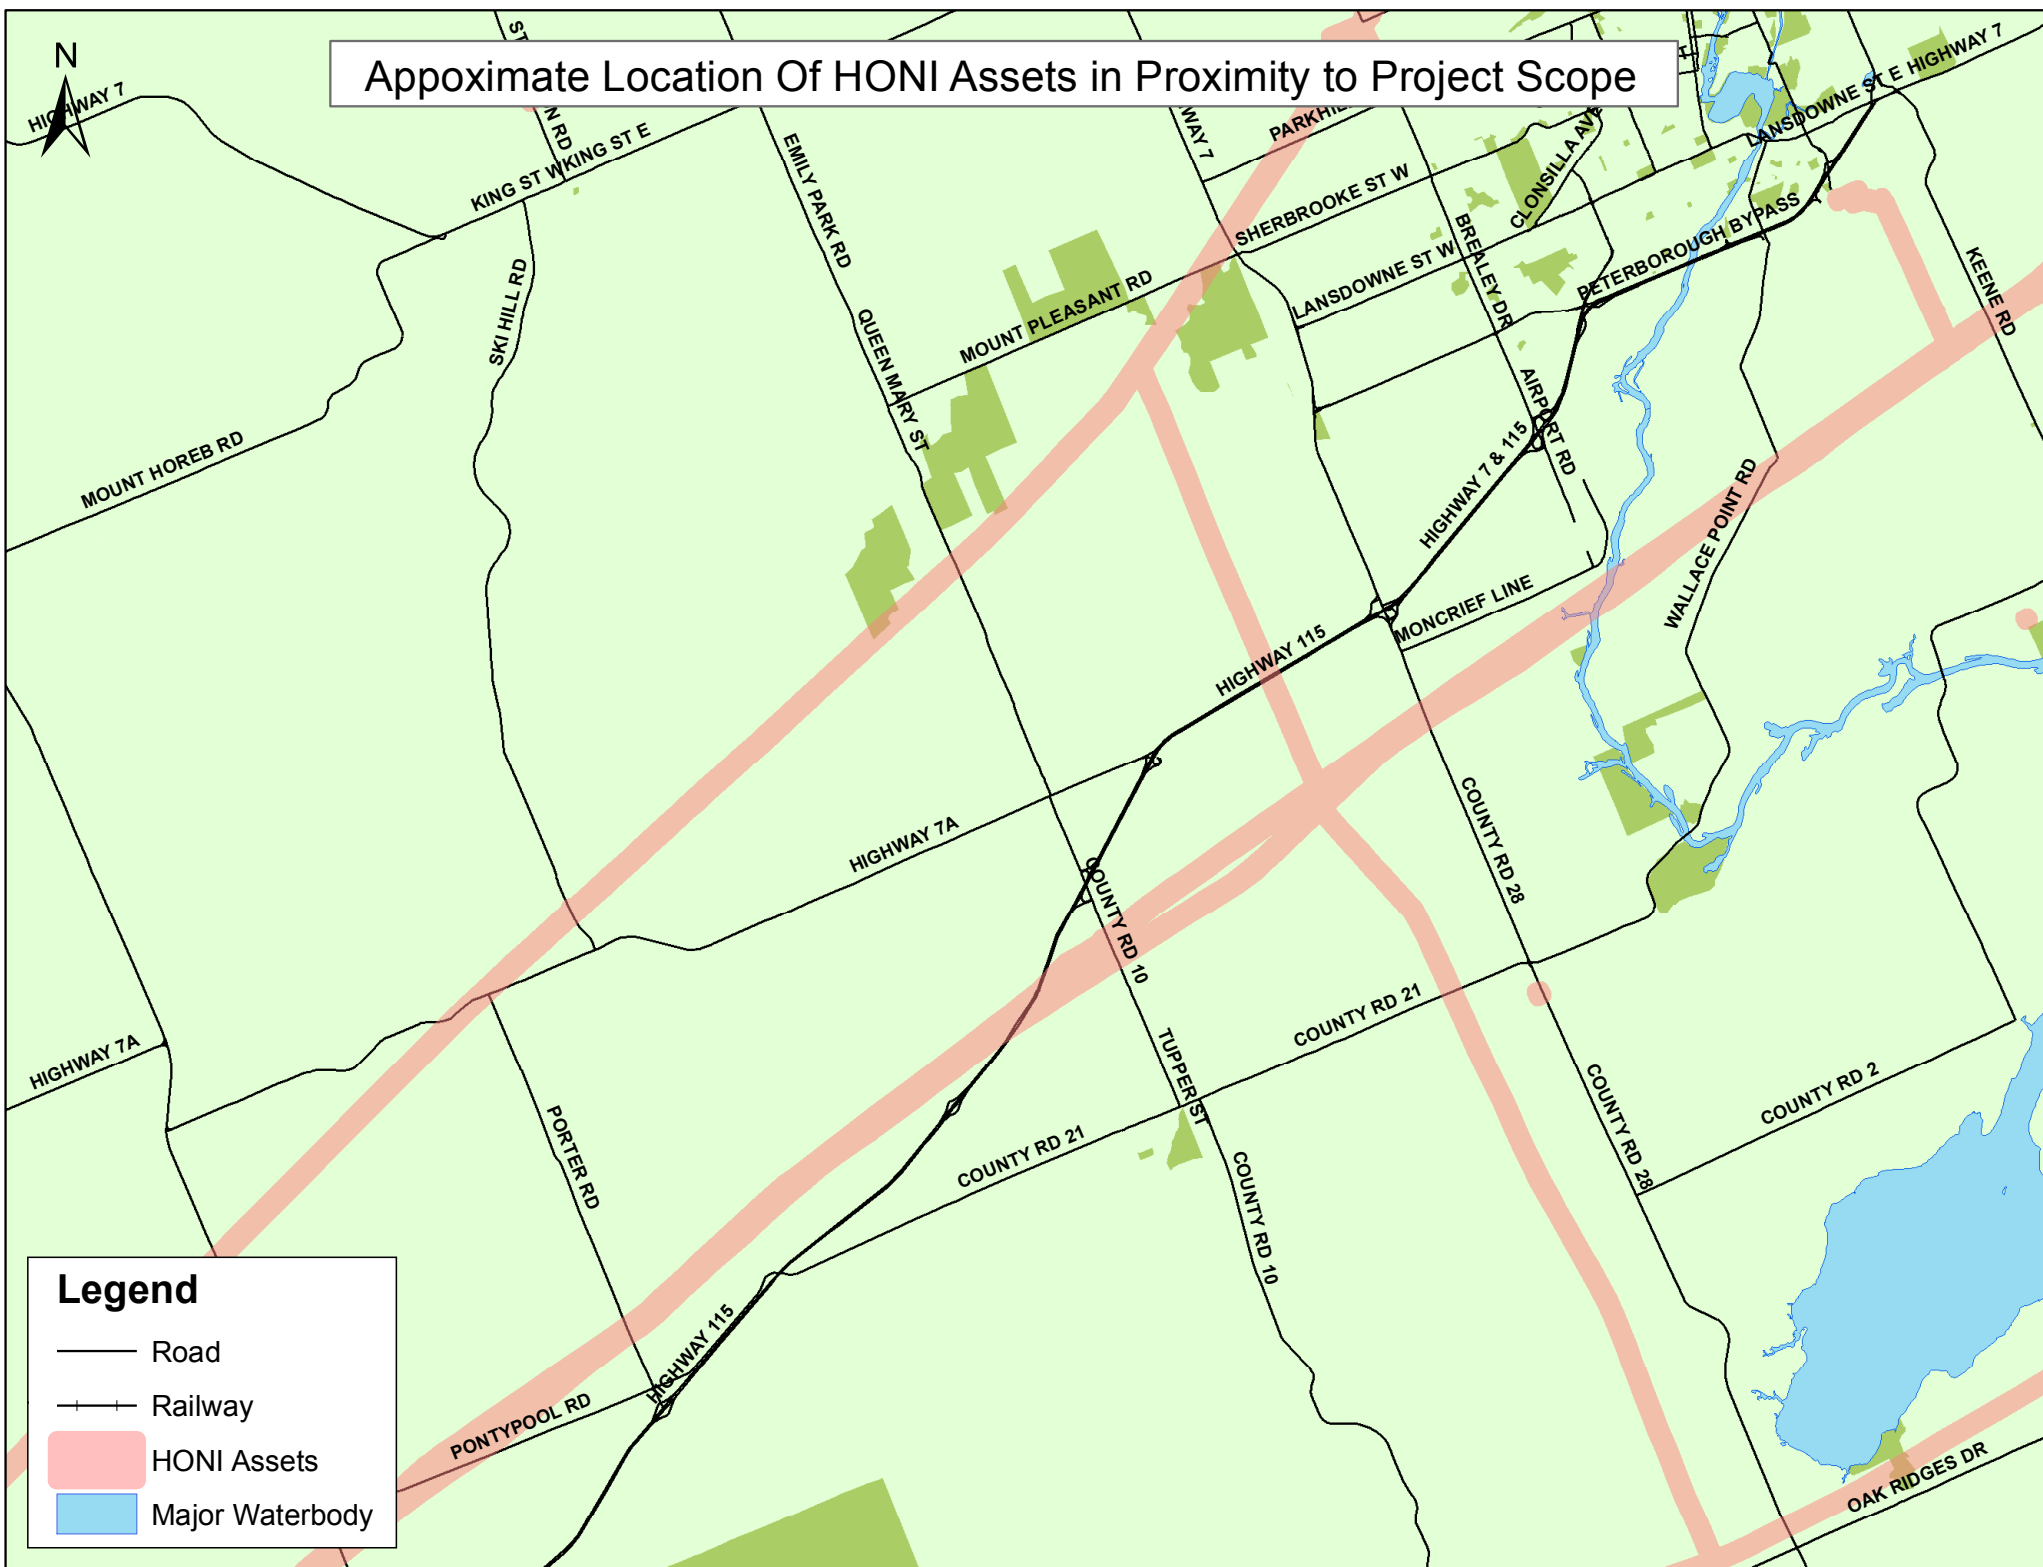 N
Appoximate Location Of HONI Assets in Proximity to Project Scope
HIGHWAY 7
N RD
KING ST W
KING ST E
EMILY PARK RD
WAY 7
SHERBROOKE ST W
CLONSILLA AVE
LANSDOWNE ST E
HIGHWAY 7
SKI HILL RD
QUEEN MARY ST
MOUNT PLEASANT RD
LANSDOWNE ST W
BREALEY DR
PETERBOROUGH BYPASS
KEENE RD
MOUNT HOREB RD
AIRPORT RD
HIGHWAY 7 & 115
WALLACE POINT RD
MONCRIEF LINE
HIGHWAY 115
HIGHWAY 7A
COUNTY RD 28
COUNTY RD 10
COUNTY RD 21
HIGHWAY 7A
TUPPER ST
COUNTY RD 2
COUNTY RD 28
PORTER RD
COUNTY RD 21
COUNTY RD 10
HIGHWAY 115
PONTYPOOL RD
OAK RIDGES DR
Legend
Road
Railway
HONI Assets
Major Waterbody